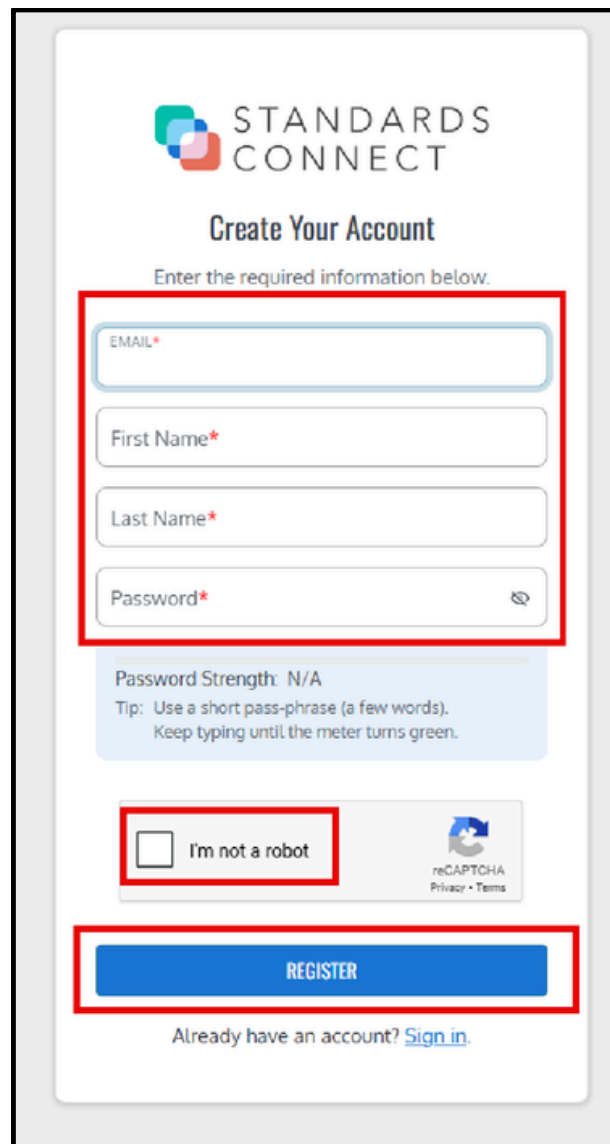 STANDARDS
CONNECT
Create Your Account
Enter the required information below.
EMAIL*
First Name*
Last Name*
Password*
Password Strength: N/A
Tip: Use a short pass-phrase (a few words).
Keep typing until the meter turns green.
I'm not a robot
reCAPTCHA
Privacy • Terms
REGISTER
Already have an account? Sign in.